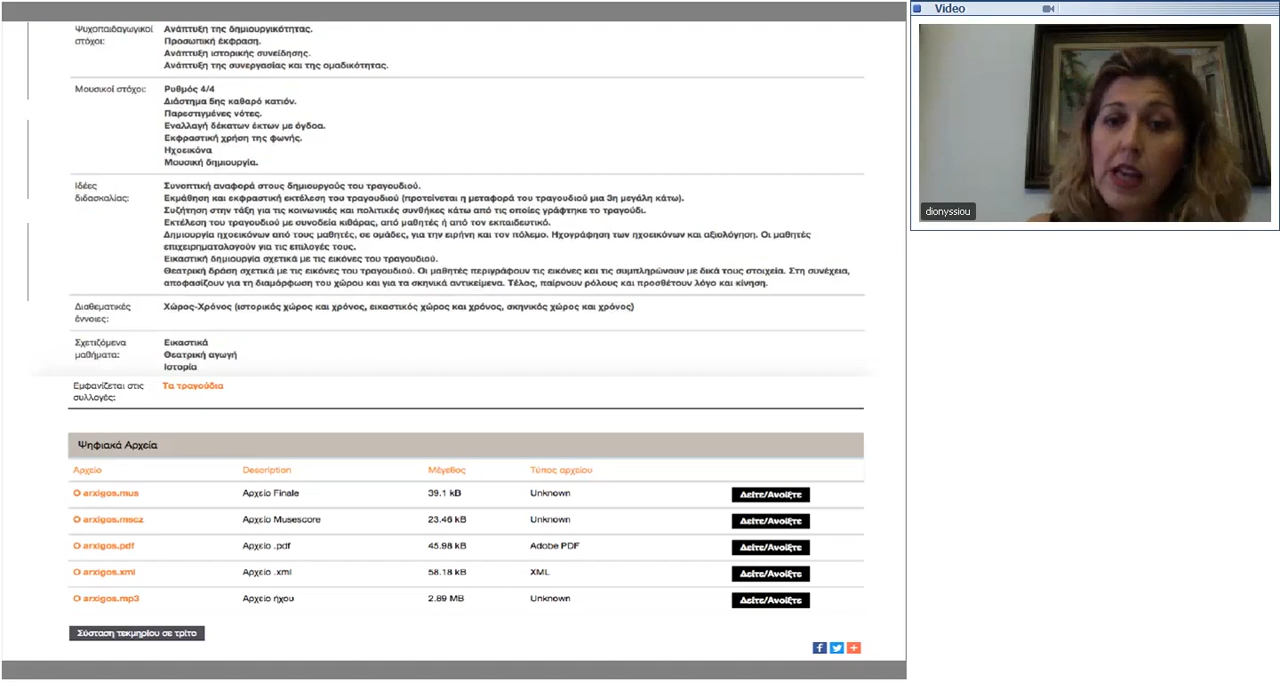 Video
Ψυχοπαιδαγωγικοί στόχοι:
Ανάπτυξη της δημιουργικότητας.
Προσωπική έκφραση.
Ανάπτυξη ιστορικής συνείδησης.
Ανάπτυξη της συνεργασίας και της ομαδικότητας.
Μουσικοί στόχοι:
Ρυθμός 4/4
Διάστημα 5ης καθαρό κατιόν.
Παρεστιγμένες νότες.
Εναλλαγή δέκατων έκτων με όγδοα.
Εκφραστική χρήση της φωνής.
Ηχοεικόνα
Μουσική δημιουργία.
Ιδέες διδασκαλίας:
Συνοπτική αναφορά στους δημιουργούς του τραγουδιού.
Εκμάθηση και εκφραστική εκτέλεση του τραγουδιού (προτείνεται η μεταφορά του τραγουδιού μια 3η μεγάλη κάτω).
Συζήτηση στην τάξη για τις κοινωνικές και πολιτικές συνθήκες κάτω από τις οποίες γράφτηκε το τραγούδι.
Εκτέλεση του τραγουδιού με συνοδεία κιθάρας, από μαθητές ή από τον εκπαιδευτικό.
Δημιουργία ηχοεικόνων από τους μαθητές, σε ομάδες, για την ειρήνη και τον πόλεμο. Ηχογράφηση των ηχοεικόνων και αξιολόγηση. Οι μαθητές
επιχειρηματολογούν για τις επιλογές τους.
Εικαστική δημιουργία σχετικά με τις εικόνες του τραγουδιού.
Θεατρική δράση σχετικά με τις εικόνες του τραγουδιού. Οι μαθητές περιγράφουν τις εικόνες και τις συμπληρώνουν με δικά τους στοιχεία. Στη συνέχεια,
αποφασίζουν για τη διαμόρφωση του χώρου και για τα σκηνικά αντικείμενα. Τέλος, παίρνουν ρόλους και προσθέτουν λόγο και κίνηση.
Διαθεματικές έννοιες:
Χώρος-Χρόνος (ιστορικός χώρος και χρόνος, εικαστικός χώρος και χρόνος, σκηνικός χώρος και χρόνος)
Σχετιζόμενα μαθήματα:
Εικαστικά
Θεατρική αγωγή
Ιστορία
Εμφανίζεται στις συλλογές:
Τα τραγούδια
Ψηφιακά Αρχεία
Αρχείο Description Μέγεθος Τύπος αρχείου
Ο arxigos.mus Αρχείο Finale 39.1 kB Unknown Δείτε/Ανοίξτε
Ο arxigos.mscz Αρχείο Musescore 23.46 kB Unknown Δείτε/Ανοίξτε
Ο arxigos.pdf Αρχείο .pdf 45.98 kB Adobe PDF Δείτε/Ανοίξτε
Ο arxigos.xml Αρχείο .xml 58.18 kB XML Δείτε/Ανοίξτε
Ο arxigos.mp3 Αρχείο ήχου 2.89 MB Unknown Δείτε/Ανοίξτε
Σύσταση τεκμηρίου σε τρίτο
dionyssiou